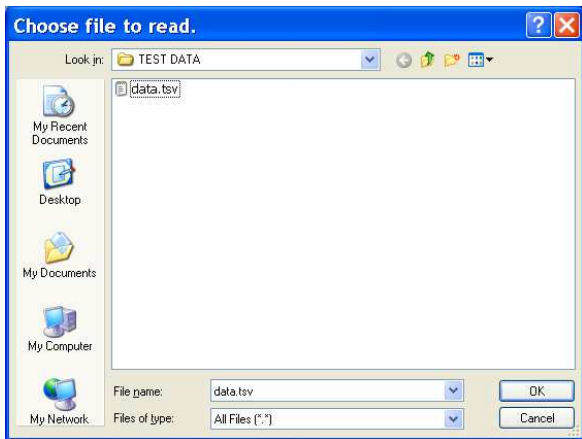 Choose file to read.
Look in: TEST DATA
data.tsv
My Recent
Documents
Desktop
My Documents
My Computer
My Network
File name: data.tsv OK
Files of type: All Files (*.*) Cancel